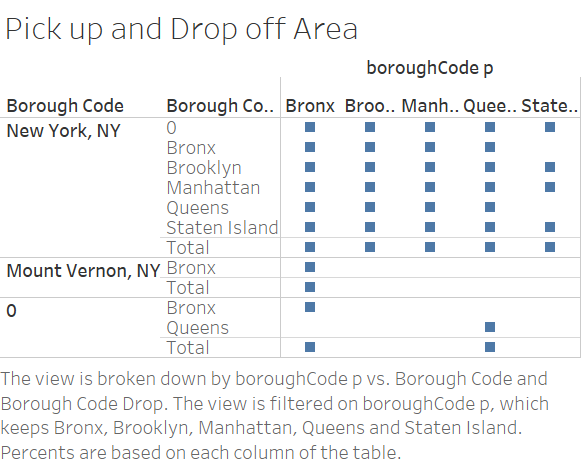 Pick up and Drop off Area
boroughCode p
Borough Code Borough Co.. Bronx Broo.. Manh.. Quee.. State..
New York, NY 0
Bronx
Brooklyn
Manhattan
Queens
Staten Island
Total
Mount Vernon, NY Bronx
Total
0 Bronx
Queens
Total
The view is broken down by boroughCode p vs. Borough Code and
Borough Code Drop. The view is filtered on boroughCode p, which
keeps Bronx, Brooklyn, Manhattan, Queens and Staten Island.
Percents are based on each column of the table.